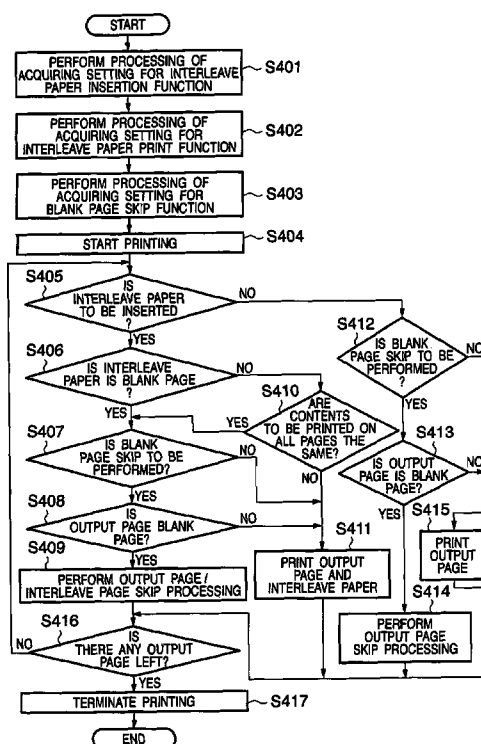 START
PERFORM PROCESSING OF
ACQUIRING SETTING FOR INTERLEAVE
PAPER INSERTION FUNCTION
S401
PERFORM PROCESSING OF
ACQUIRING SETTING FOR
INTERLEAVE PAPER PRINT FUNCTION
S402
PERFORM PROCESSING OF
ACQUIRING SETTING FOR
BLANK PAGE SKIP FUNCTION
S403
START PRINTING
S404
S405
IS
INTERLEAVE PAPER
TO BE INSERTED
?
NO
YES
S412
IS BLANK
PAGE SKIP TO BE
PERFORMED
?
NO
YES
S406
IS INTERLEAVE
PAPER IS BLANK PAGE
?
NO
YES
S410
ARE
CONTENTS
TO BE PRINTED ON
ALL PAGES THE
SAME?
YES
NO
S407
IS BLANK
PAGE SKIP TO BE
PERFORMED?
NO
YES
S413
IS OUTPUT
PAGE IS BLANK
PAGE?
NO
YES
S408
IS
OUTPUT PAGE BLANK
PAGE?
NO
YES
S415
PRINT
OUTPUT
PAGE
S411
PRINT OUTPUT
PAGE AND
INTERLEAVE PAPER
S409
PERFORM OUTPUT PAGE /
INTERLEAVE PAGE SKIP PROCESSING
S414
PERFORM
OUTPUT PAGE
SKIP PROCESSING
S416
IS
THERE ANY OUTPUT
PAGE LEFT?
NO
YES
TERMINATE PRINTING
S417
END